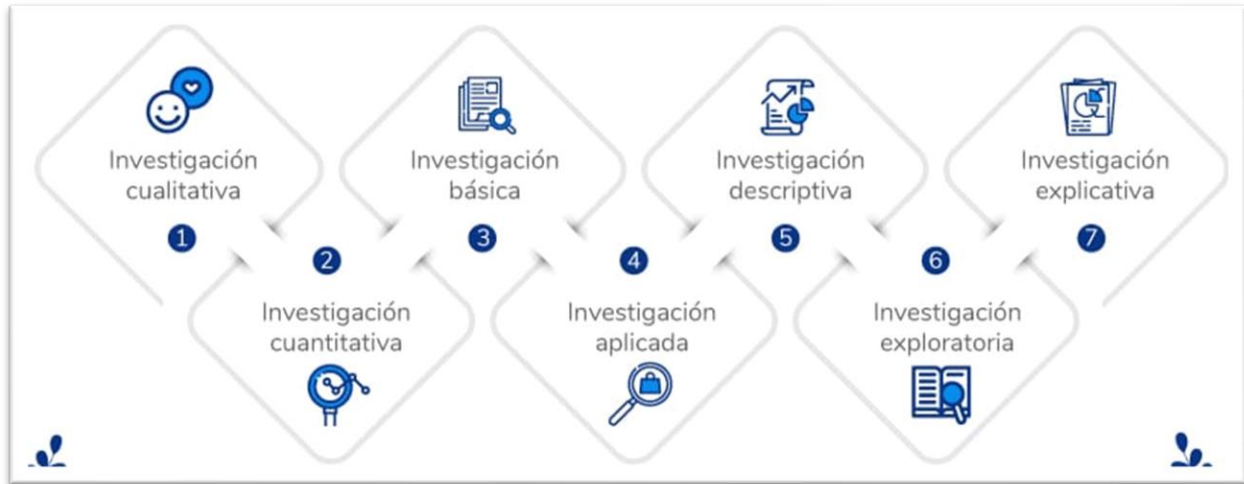 Investigación
cualitativa
1
2
Investigación
cuantitativa
Investigación
básica
3
4
Investigación
aplicada
Investigación
descriptiva
5
6
Investigación
exploratoria
Investigación
explicativa
7